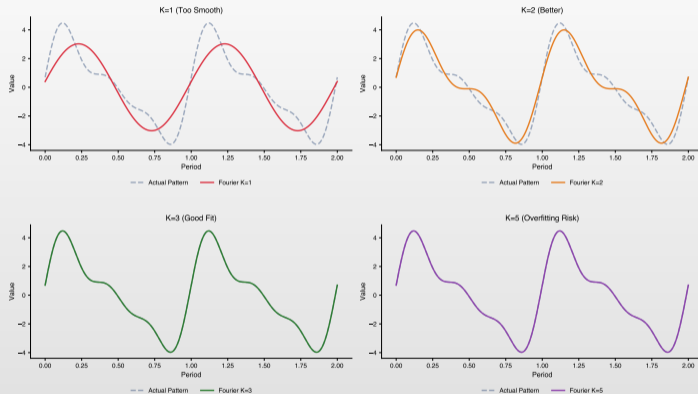 K=1 (Too Smooth)
4
2
0
−2
−4
Value
0.00 0.25 0.50 0.75 1.00 1.25 1.50 1.75 2.00
Period
Actual Pattern Fourier K=1
K=2 (Better)
4
2
0
−2
−4
Value
0.00 0.25 0.50 0.75 1.00 1.25 1.50 1.75 2.00
Period
Actual Pattern Fourier K=2
K=3 (Good Fit)
4
2
0
−2
−4
Value
0.00 0.25 0.50 0.75 1.00 1.25 1.50 1.75 2.00
Period
Actual Pattern Fourier K=3
K=5 (Overfitting Risk)
4
2
0
−2
−4
Value
0.00 0.25 0.50 0.75 1.00 1.25 1.50 1.75 2.00
Period
Actual Pattern Fourier K=5